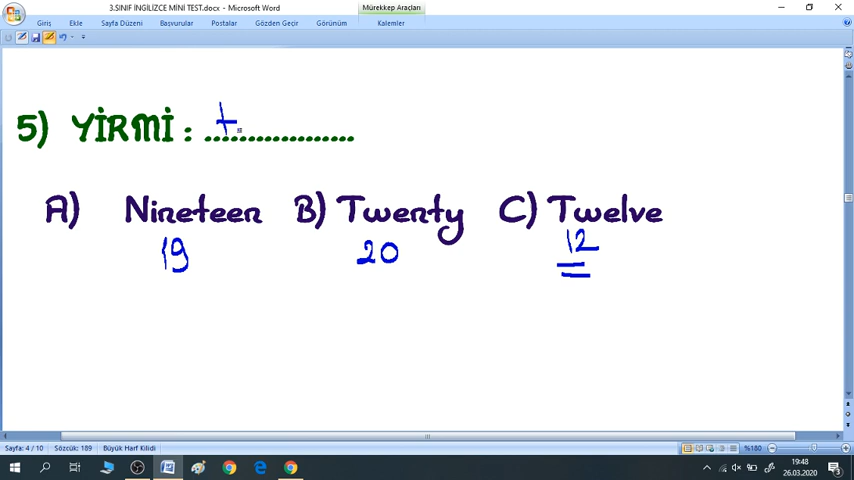 3.SINIF İNGİLİZCE MİNİ TEST.docx - Microsoft Word
Mürekkep Araçları
Giriş Ekle Sayfa Düzeni Başvurular Postalar Gözden Geçir Görünüm Kalemler
5) YİRMİ : t..................
A) Nineteen B) Twenty C) Twelve
19 20 12
Sayfa: 4 / 10 Sözcük: 189 Büyük Harf Kilidi %180
19:48
26.03.2020
3